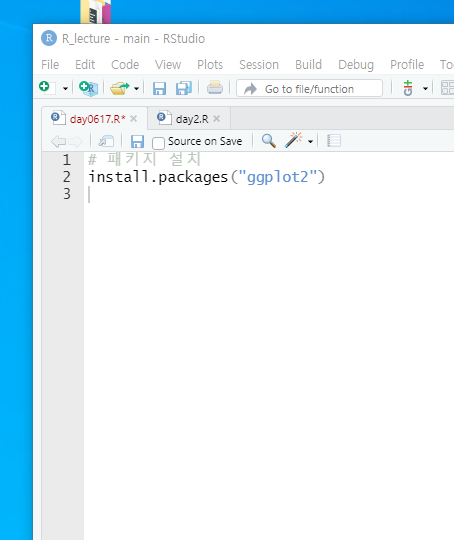 R_lecture - main - RStudio
File Edit Code View Plots Session Build Debug Profile To
Go to file/function
day0617.R* × day2.R ×
Source on Save
1 # 패키지 설치
2 install.packages("ggplot2")
3